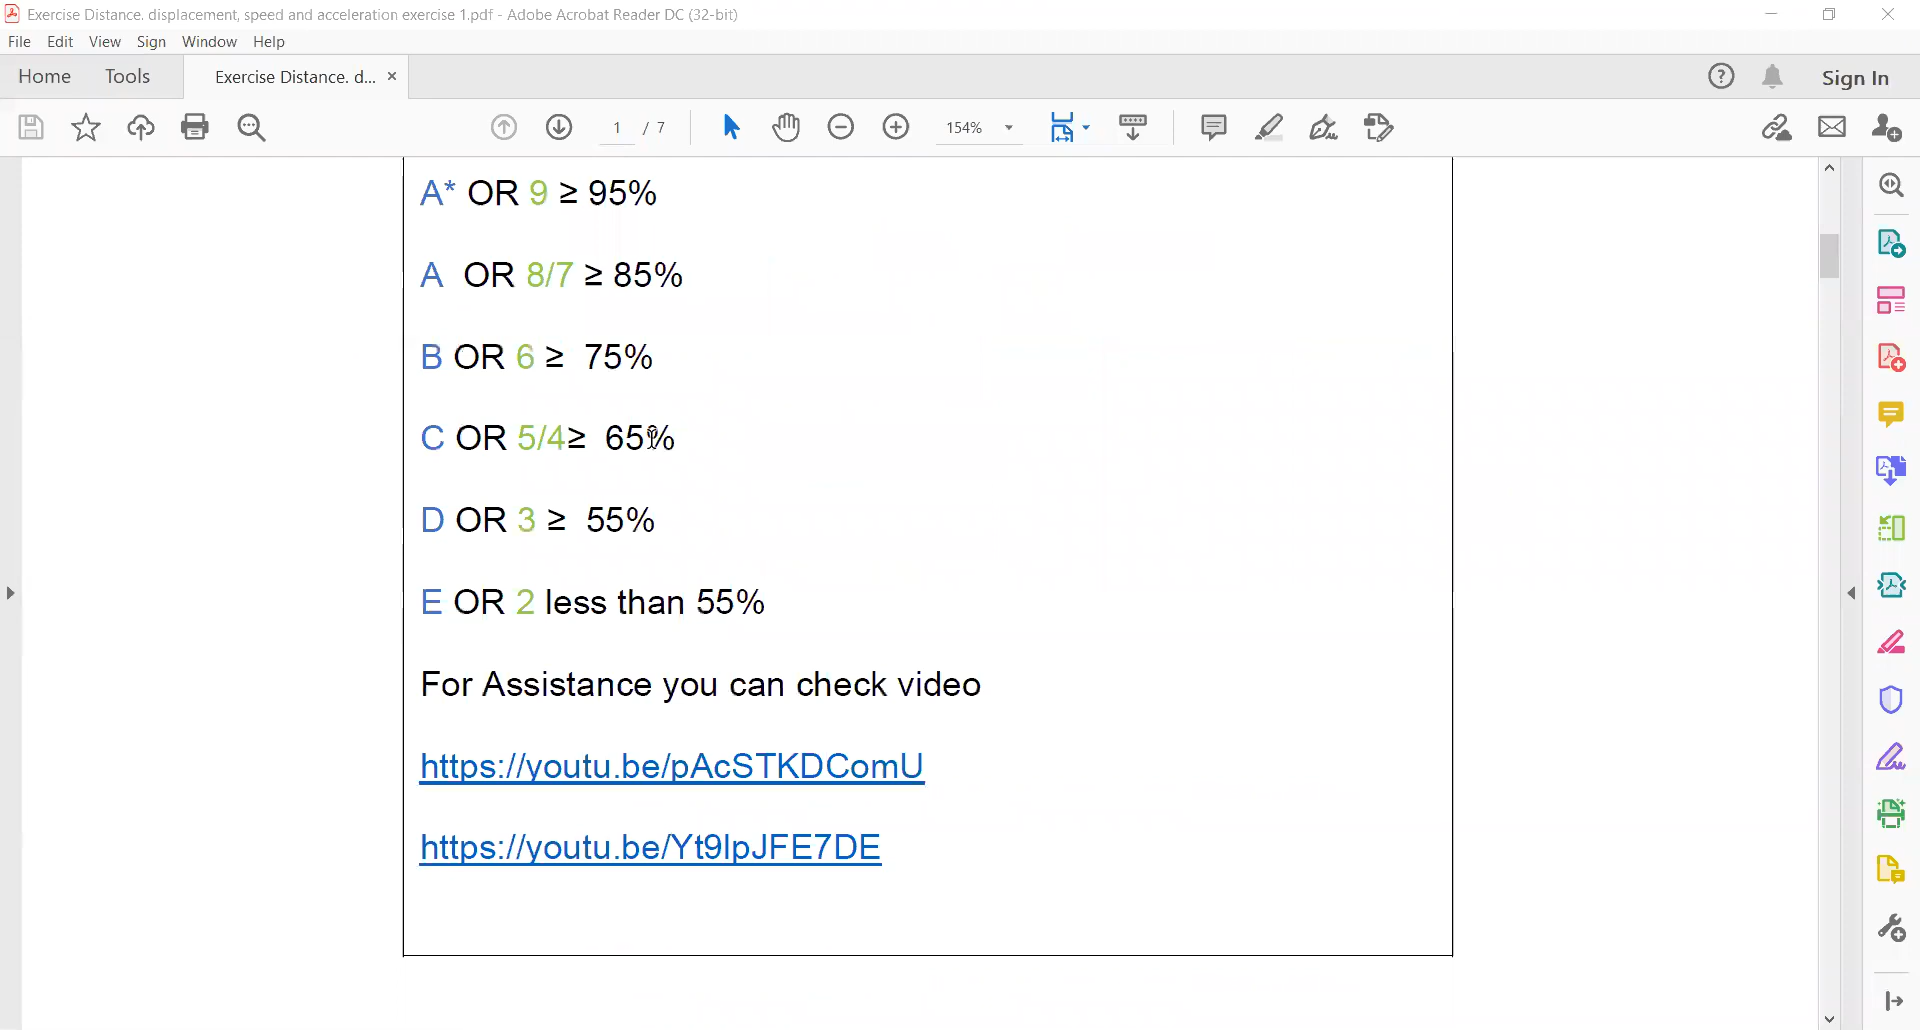 Exercise Distance. displacement, speed and acceleration exercise 1.pdf - Adobe Acrobat Reader DC (32-bit)
File Edit View Sign Window Help
Home Tools Exercise Distance. d... × Sign In
1 / 7 154%
A* OR 9 ≥ 95%
A OR 8/7 ≥ 85%
B OR 6 ≥ 75%
C OR 5/4≥ 65%
D OR 3 ≥ 55%
E OR 2 less than 55%
For Assistance you can check video
https://youtu.be/pAcSTKDComU
https://youtu.be/Yt9lpJFE7DE